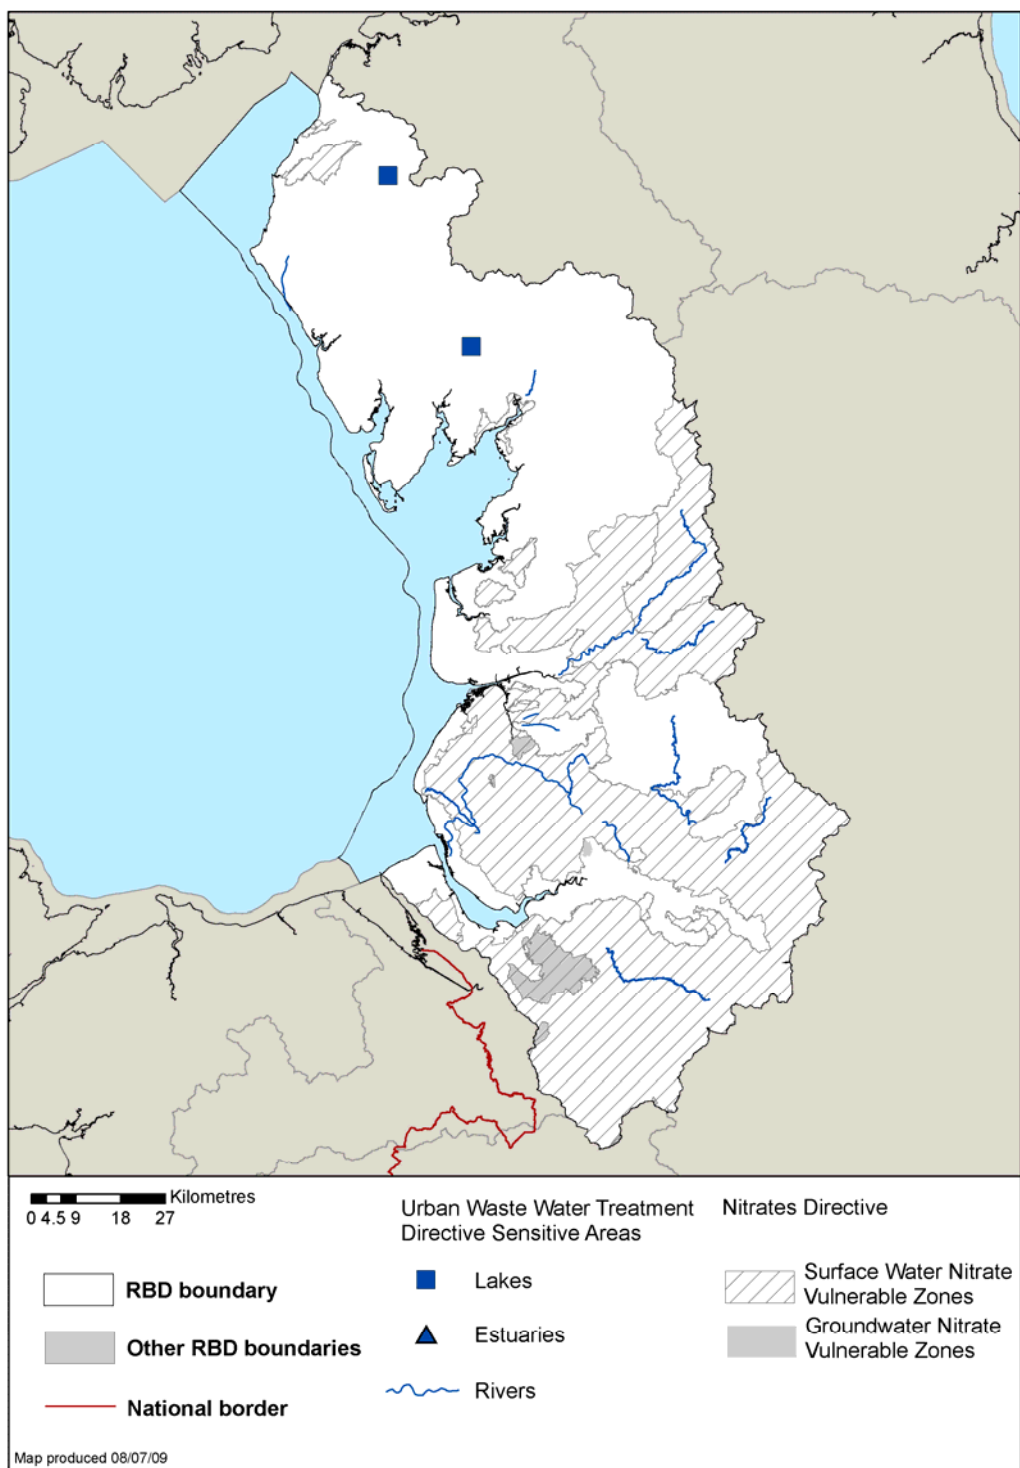 Kilometres
0 4.5 9 18 27
RBD boundary
Other RBD boundaries
National border
Urban Waste Water Treatment
Directive Sensitive Areas
Lakes
Estuaries
Rivers
Nitrates Directive
Surface Water Nitrate
Vulnerable Zones
Groundwater Nitrate
Vulnerable Zones
Map produced 08/07/09